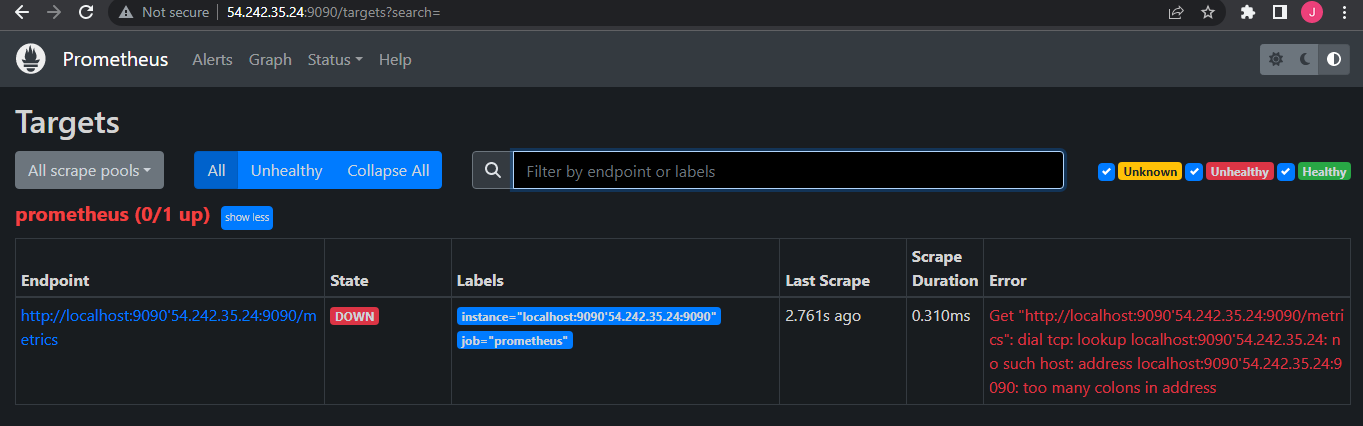 Not secure 54.242.35.24:9090/targets?search=
J
Prometheus Alerts Graph Status Help
Targets
All scrape pools All Unhealthy Collapse All Filter by endpoint or labels Unknown Unhealthy Healthy
prometheus (0/1 up) show less
Scrape
Endpoint State Labels Last Scrape Duration Error
http://localhost:9090'54.242.35.24:9090/m
etrics
DOWN
instance="localhost:9090'54.242.35.24:9090"
job="prometheus"
2.761s ago
0.310ms
Get "http://localhost:9090'54.242.35.24:9090/metri
cs": dial tcp: lookup localhost:9090'54.242.35.24: n
o such host: address localhost:9090'54.242.35.24:9
090: too many colons in address